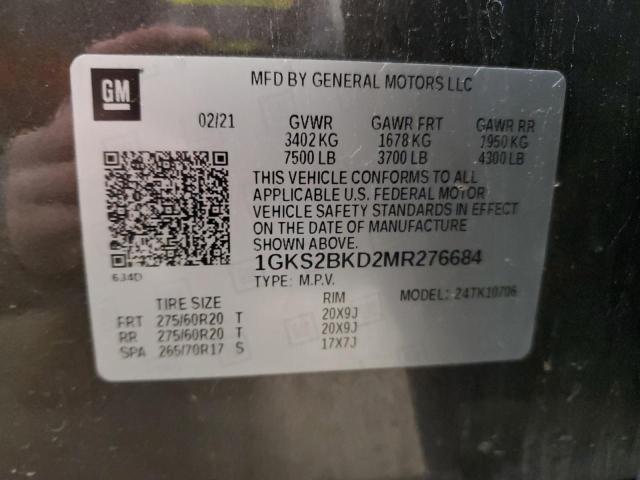 GM
MFD BY GENERAL MOTORS LLC
02/21 GVWR GAWR FRT GAWR RR
3402 KG 1678 KG 1950 KG
7500 LB 3700 LB 4300 LB
THIS VEHICLE CONFORMS TO ALL
APPLICABLE U.S. FEDERAL MOTOR
VEHICLE SAFETY STANDARDS IN EFFECT
ON THE DATE OF MANUFACTURE
SHOWN ABOVE.
1GKS2BKD2MR276684
634D TYPE: M.P.V. MODEL: 24TK10706
TIRE SIZE RIM
FRT 275/60R20 T 20X9J
RR 275/60R20 T 20X9J
SPA 265/70R17 S 17X7J